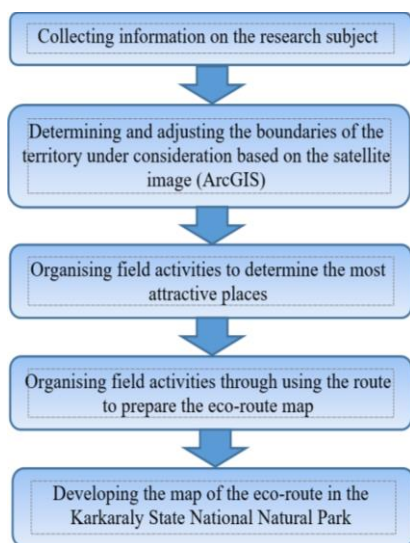 Collecting information on the research subject
Determining and adjusting the boundaries of the
territory under consideration based on the satellite
image (ArcGIS)
Organising field activities to determine the most
attractive places
Organising field activities through using the route
to prepare the eco-route map
Developing the map of the eco-route in the
Karkaraly State National Natural Park